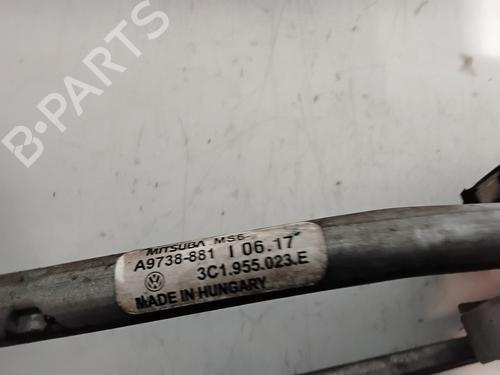 B-PARTS
MITSUBA MS6-
A9738-881 I 06.17
3C1.955.023.E
MADE IN HUNGARY